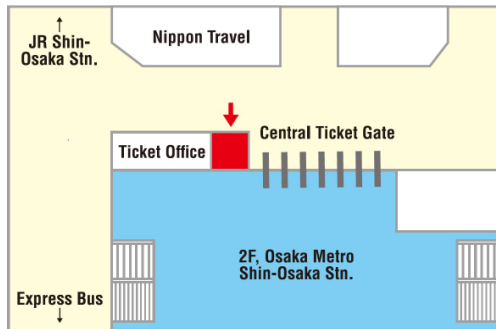 ↑
JR Shin-
Osaka Stn.
Nippon Travel
Ticket Office
Central Ticket Gate
2F, Osaka Metro
Shin-Osaka Stn.
Express Bus
↓